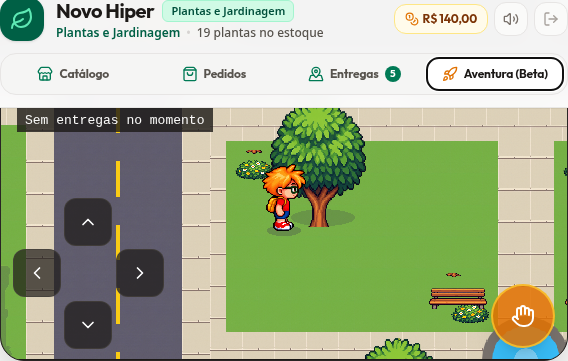 Novo Hiper
Plantas e Jardinagem
Plantas e Jardinagem • 19 plantas no estoque
R$ 140,00
Catálogo
Pedidos
Entregas 5
Aventura (Beta)
Sem entregas no momento